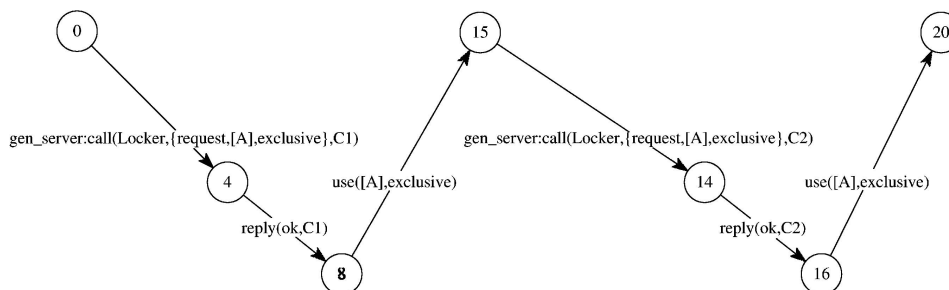 0
15
20
gen_server:call(Locker,{request,[A],exclusive},C1)
gen_server:call(Locker,{request,[A],exclusive},C2)
4
use([A],exclusive)
14
use([A],exclusive)
reply(ok,C1)
reply(ok,C2)
8
16